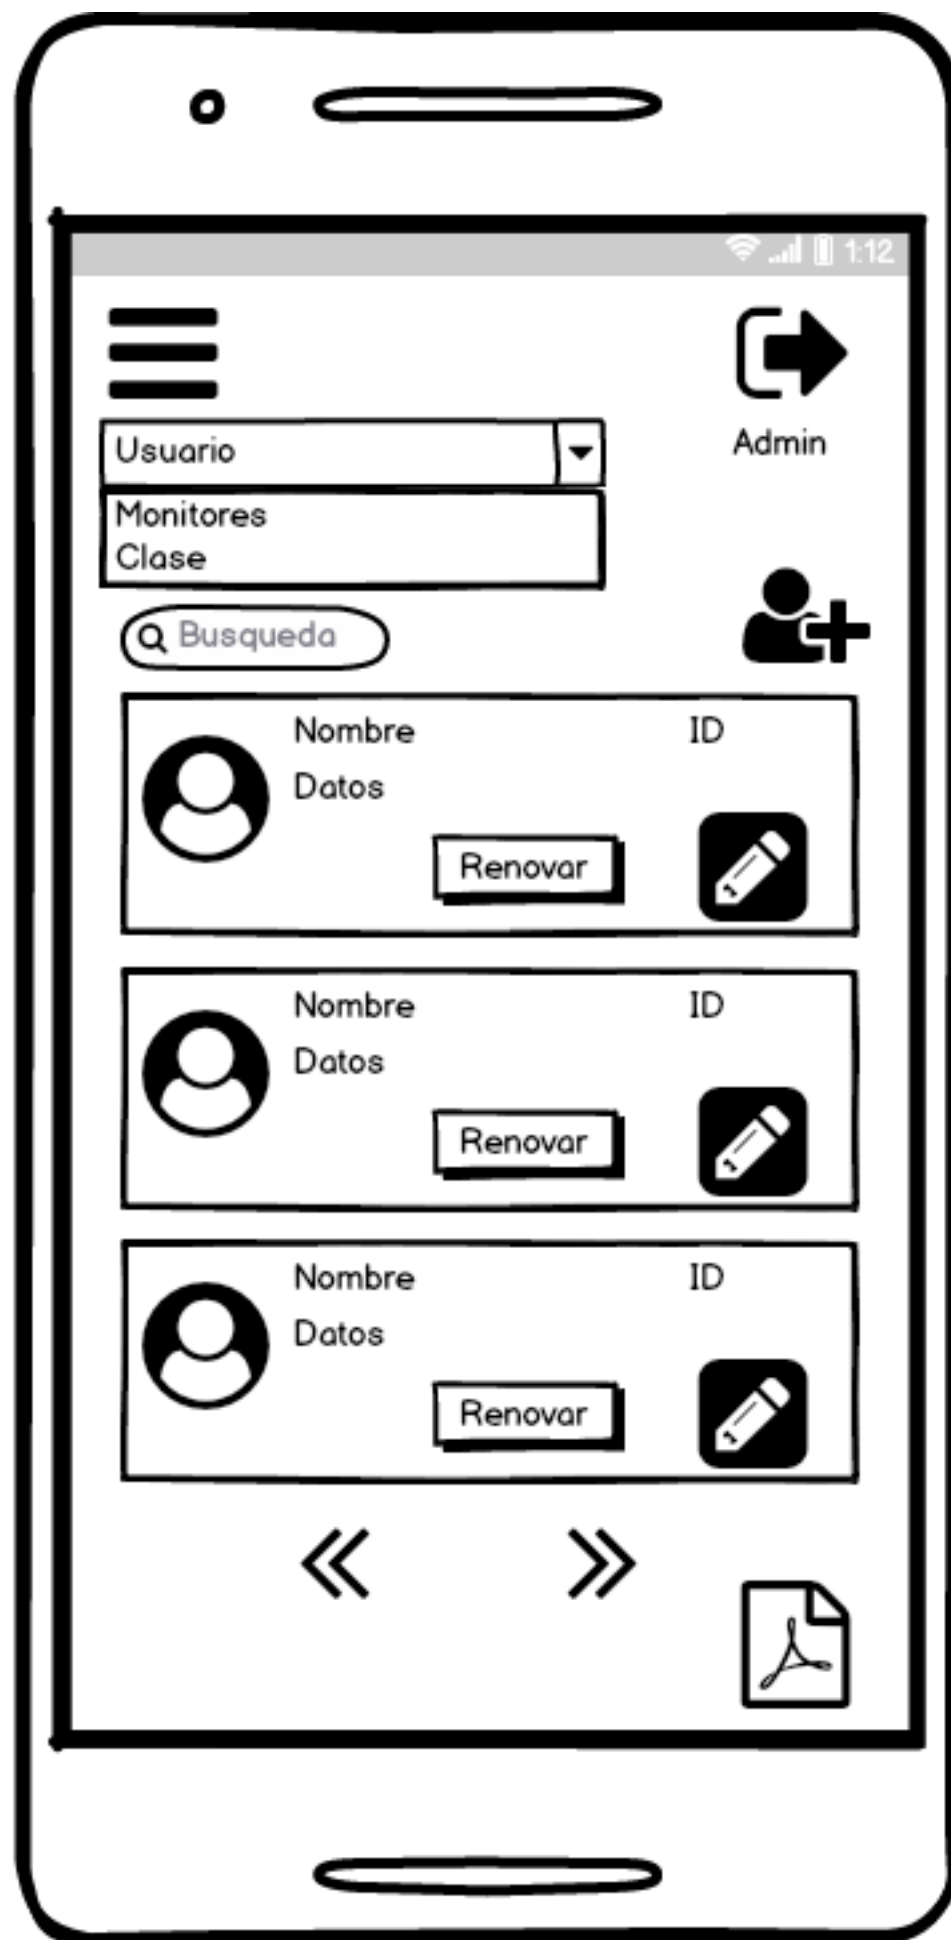 1:12
Admin
Usuario
Monitores
Clase
Busqueda
Nombre ID
Datos
Renovar
Nombre ID
Datos
Renovar
Nombre ID
Datos
Renovar